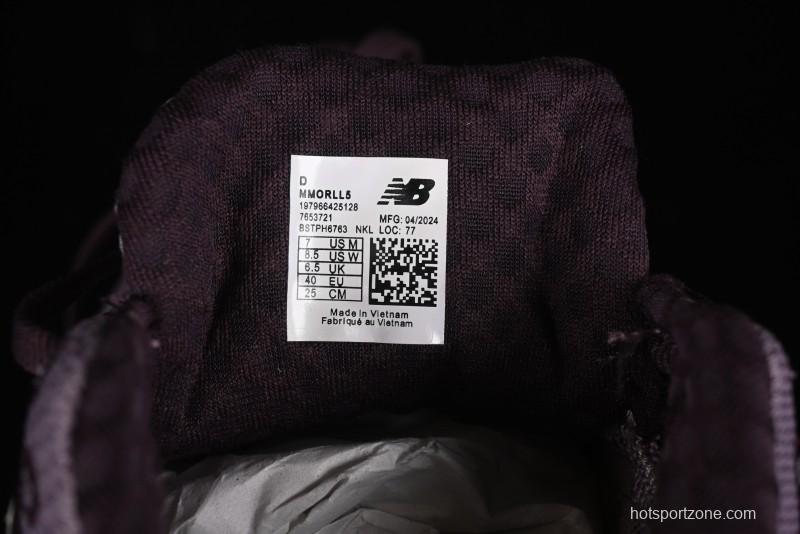 D
MMORLL5
NB
197966425128
7653721 MFG: 04/2024
BSTPH6763 NKL LOC: 77
7 US M
8.5 US W
6.5 UK
40 EU
25 CM
Made in Vietnam
Fabriqué au Vietnam
hotsportzone.com